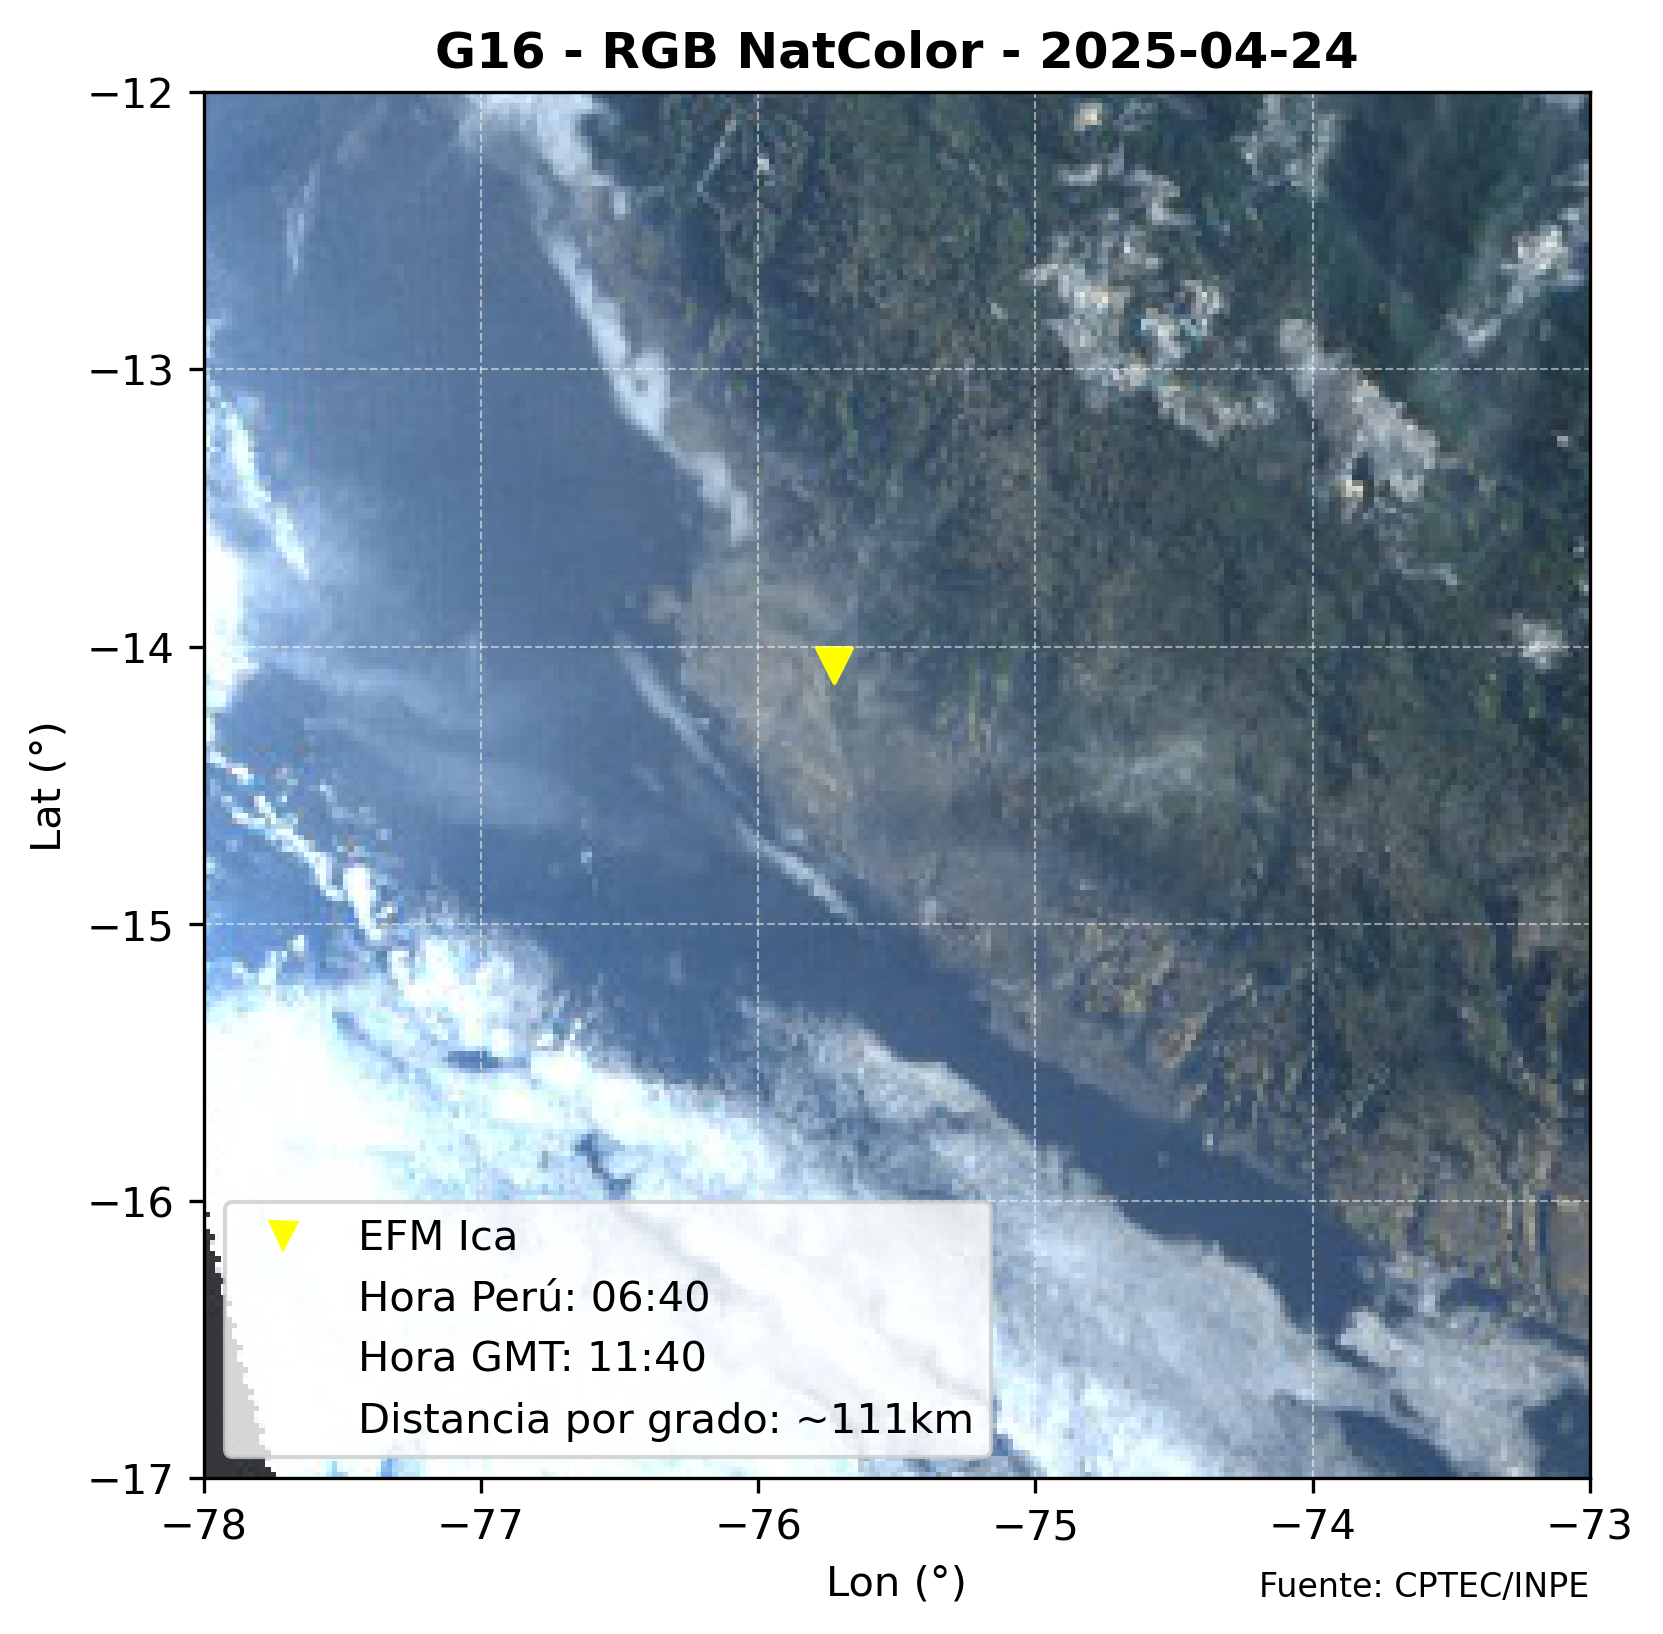 G16 - RGB NatColor - 2025-04-24
−12
−13
−14
−15
−16
−17
Lat (°)
EFM Ica
Hora Perú: 06:40
Hora GMT: 11:40
Distancia por grado: ~111km
−78 −77 −76 −75 −74 −73
Lon (°)
Fuente: CPTEC/INPE